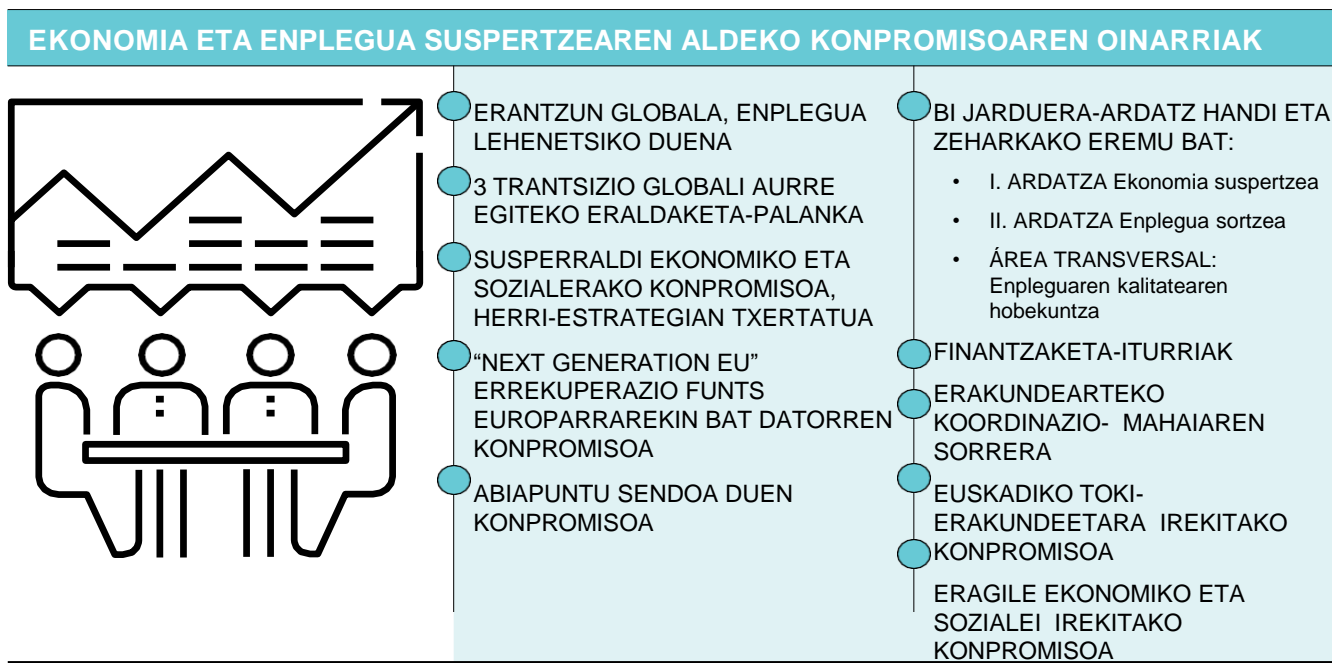 EKONOMIA ETA ENPLEGUA SUSPERTZEAREN ALDEKO KONPROMISOAREN OINARRIAK
ERANTZUN GLOBALA, ENPLEGUA
LEHENETSIKO DUENA
3 TRANTSIZIO GLOBALI AURRE
EGITEKO ERALDAKETA-PALANKA
SUSPERRALDI EKONOMIKO ETA
SOZIALERAKO KONPROMISOA,
HERRI-ESTRATEGIAN TXERTATUA
“NEXT GENERATION EU”
ERREKUPERAZIO FUNTS
EUROPARRAREKIN BAT DATORREN
KONPROMISOA
ABIAPUNTU SENDOA DUEN
KONPROMISOA
BI JARDUERA-ARDATZ HANDI ETA
ZEHARKAKO EREMU BAT:
• I. ARDATZA Ekonomia suspertzea
• II. ARDATZA Enplegua sortzea
• ÁREA TRANSVERSAL:
Enpleguaren kalitatearen
hobekuntza
FINANTZAKETA-ITURRIAK
ERAKUNDEARTEKO
KOORDINAZIO- MAHAIAREN
SORRERA
EUSKADIKO TOKI-
ERAKUNDEETARA IREKITAKO
KONPROMISOA
ERAGILE EKONOMIKO ETA
SOZIALEI IREKITAKO
KONPROMISOA